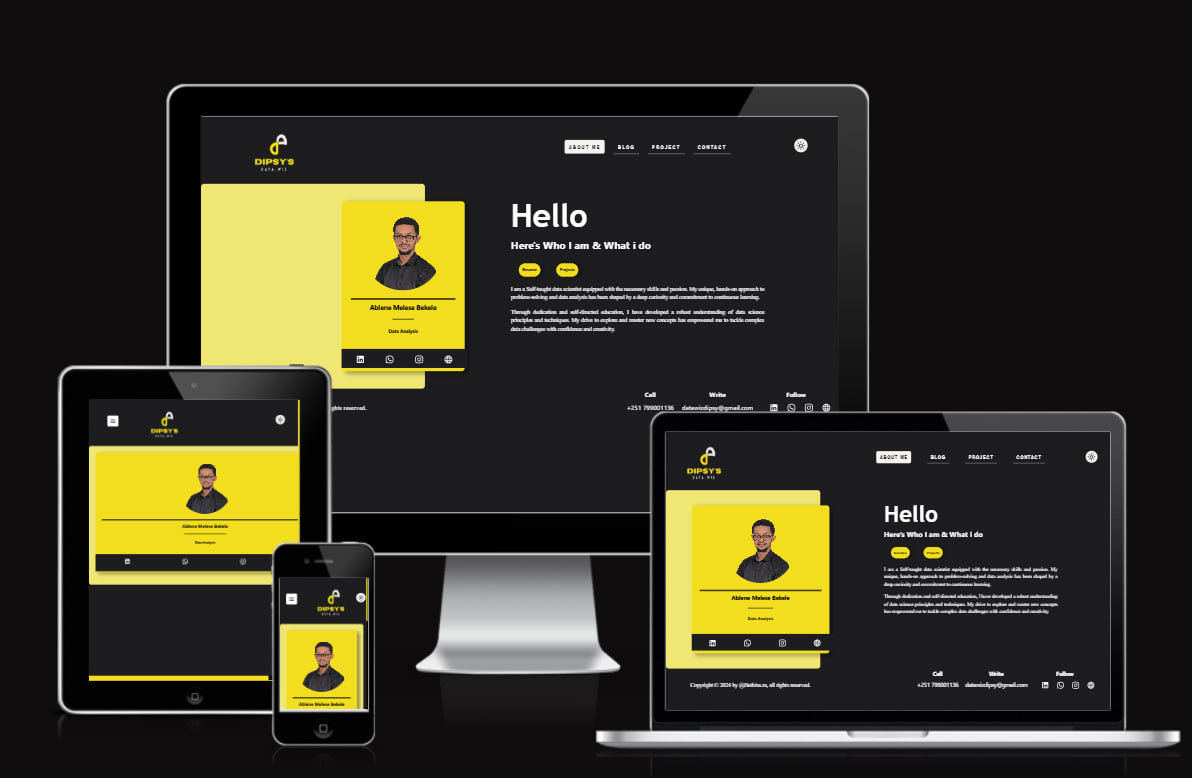 DIPSY'S
DATA.WIZ
ABOUT ME
BLOG
PROJECT
CONTACT
Hello
Here's Who I am & What i do
Resume
Projects
I am a Self-taught data scientist equipped with the necessary skills and passion. My unique, hands-on approach to
problem-solving and data analysis has been shaped by a deep curiosity and commitment to continuous learning.
Through dedication and self-directed education, I have developed a robust understanding of data science
principles and techniques. My drive to explore and master new concepts has empowered me to tackle complex
data challenges with confidence and creativity.
Ablene Melese Bekele
Data Analysis
ghts reserved.
Call
Write
Follow
+251 799001136
datawizdipsy@gmail.com
DIPSY'S
DATA.WIZ
Ablene Melese Bekele
Data Analysis
DIPSY'S
DATA.WIZ
Ablene Melese Bekele
DIPSY'S
DATA.WIZ
ABOUT ME
BLOG
PROJECT
CONTACT
Hello
Here's Who I am & What i do
Resume
Projects
I am a Self-taught data scientist equipped with the necessary skills and passion. My
unique, hands-on approach to problem-solving and data analysis has been shaped by a
deep curiosity and commitment to continuous learning.
Through dedication and self-directed education, I have developed a robust understanding
of data science principles and techniques. My drive to explore and master new concepts
has empowered me to tackle complex data challenges with confidence and creativity.
Ablene Melese Bekele
Data Analysis
Call
Write
Follow
Copyright © 2024 by all rights reserved.
+251 799001136
datawizdipsy@gmail.com